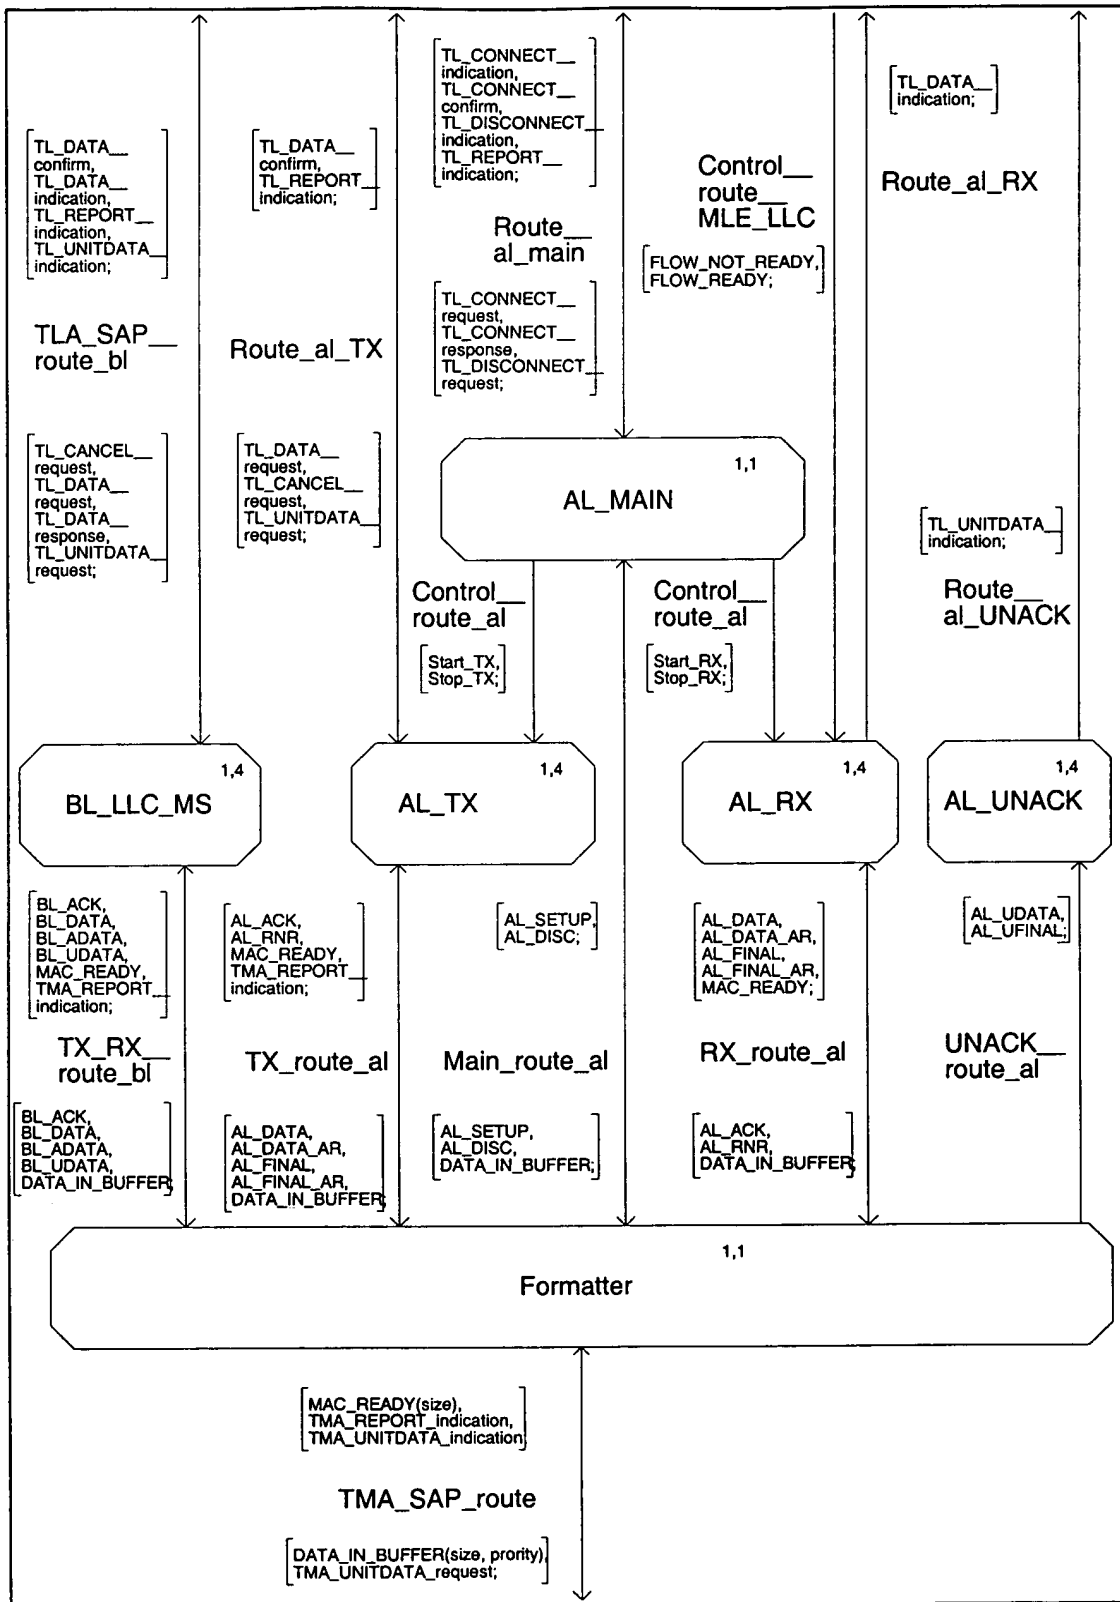 TL_CONNECT__
indication,
TL_CONNECT__
confirm,
TL_DISCONNECT__
indication,
TL_REPORT__
indication;
TL_DATA__
indication;
TL_DATA__
confirm,
TL_DATA__
indication,
TL_REPORT__
indication,
TL_UNITDATA__
indication;
TL_DATA__
confirm,
TL_REPORT__
indication;
Control__
route__
MLE_LLC
Route_al_RX
Route__
al_main
FLOW_NOT_READY,
FLOW_READY;
TLA_SAP__
route_bl
Route_al_TX
TL_CONNECT__
request,
TL_CONNECT__
response,
TL_DISCONNECT__
request;
TL_CANCEL__
request,
TL_DATA__
request,
TL_DATA__
response,
TL_UNITDATA__
request;
TL_DATA__
request,
TL_CANCEL__
request,
TL_UNITDATA__
request;
1,1
AL_MAIN
TL_UNITDATA__
indication;
Route__
al_UNACK
Control__
route_al
Start_TX,
Stop_TX;
Control__
route_al
Start_RX,
Stop_RX;
1,4
BL_LLC_MS
1,4
AL_TX
1,4
AL_RX
1,4
AL_UNACK
BL_ACK,
BL_DATA,
BL_ADATA,
BL_UDATA,
MAC_READY,
TMA_REPORT__
indication;
AL_ACK,
AL_RNR,
MAC_READY,
TMA_REPORT__
indication;
AL_SETUP,
AL_DISC;
AL_DATA,
AL_DATA_AR,
AL_FINAL,
AL_FINAL_AR,
MAC_READY;
AL_UDATA,
AL_UFINAL;
TX_RX__
route_bl
TX_route_al
Main_route_al
RX_route_al
UNACK__
route_al
BL_ACK,
BL_DATA,
BL_ADATA,
BL_UDATA,
DATA_IN_BUFFER;
AL_DATA,
AL_DATA_AR,
AL_FINAL,
AL_FINAL_AR,
DATA_IN_BUFFER;
AL_SETUP,
AL_DISC,
DATA_IN_BUFFER;
AL_ACK,
AL_RNR,
DATA_IN_BUFFER;
1,1
Formatter
MAC_READY(size),
TMA_REPORT_indication,
TMA_UNITDATA_indication
TMA_SAP_route
DATA_IN_BUFFER(size, prority),
TMA_UNITDATA_request;